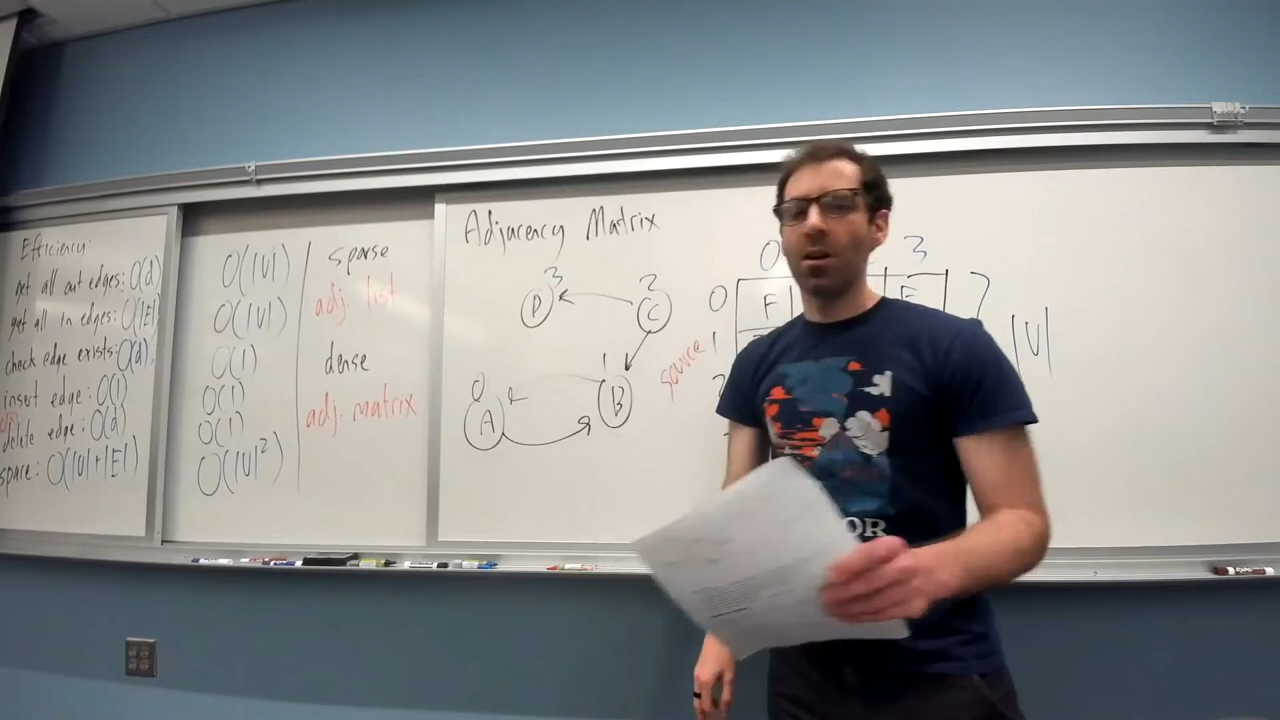 Efficiency:
get all out edges: O(d)
get all in edges: O(|E|)
check edge exists: O(d)
insert edge: O(1)
delete edge: O(d)
space: O(|V|+|E|)
O(|V|)
O(|V|)
O(1)
O(1)
O(1)
O(|V|²)
sparse
adj. list
dense
adj. matrix
Adjacency Matrix
3
D
2
C
1
B
0
A
0
3
0
F
F
1
source
2
|V|
OR